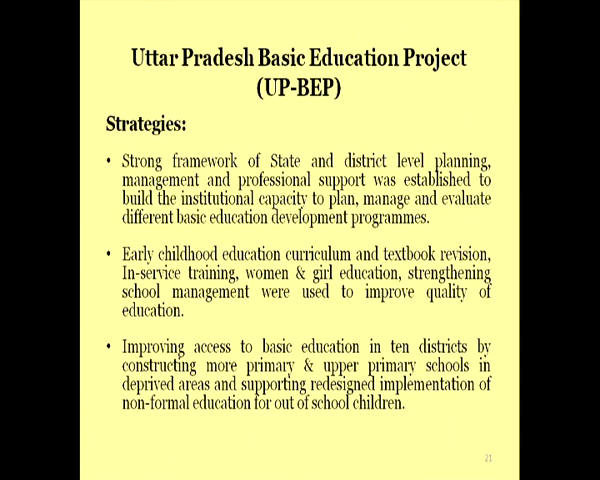 Uttar Pradesh Basic Education Project
(UP-BEP)
Strategies:
• Strong framework of State and district level planning,
management and professional support was established to
build the institutional capacity to plan, manage and evaluate
different basic education development programmes.
• Early childhood education curriculum and textbook revision,
In-service training, women & girl education, strengthening
school management were used to improve quality of
education.
• Improving access to basic education in ten districts by
constructing more primary & upper primary schools in
deprived areas and supporting redesigned implementation of
non-formal education for out of school children.
21